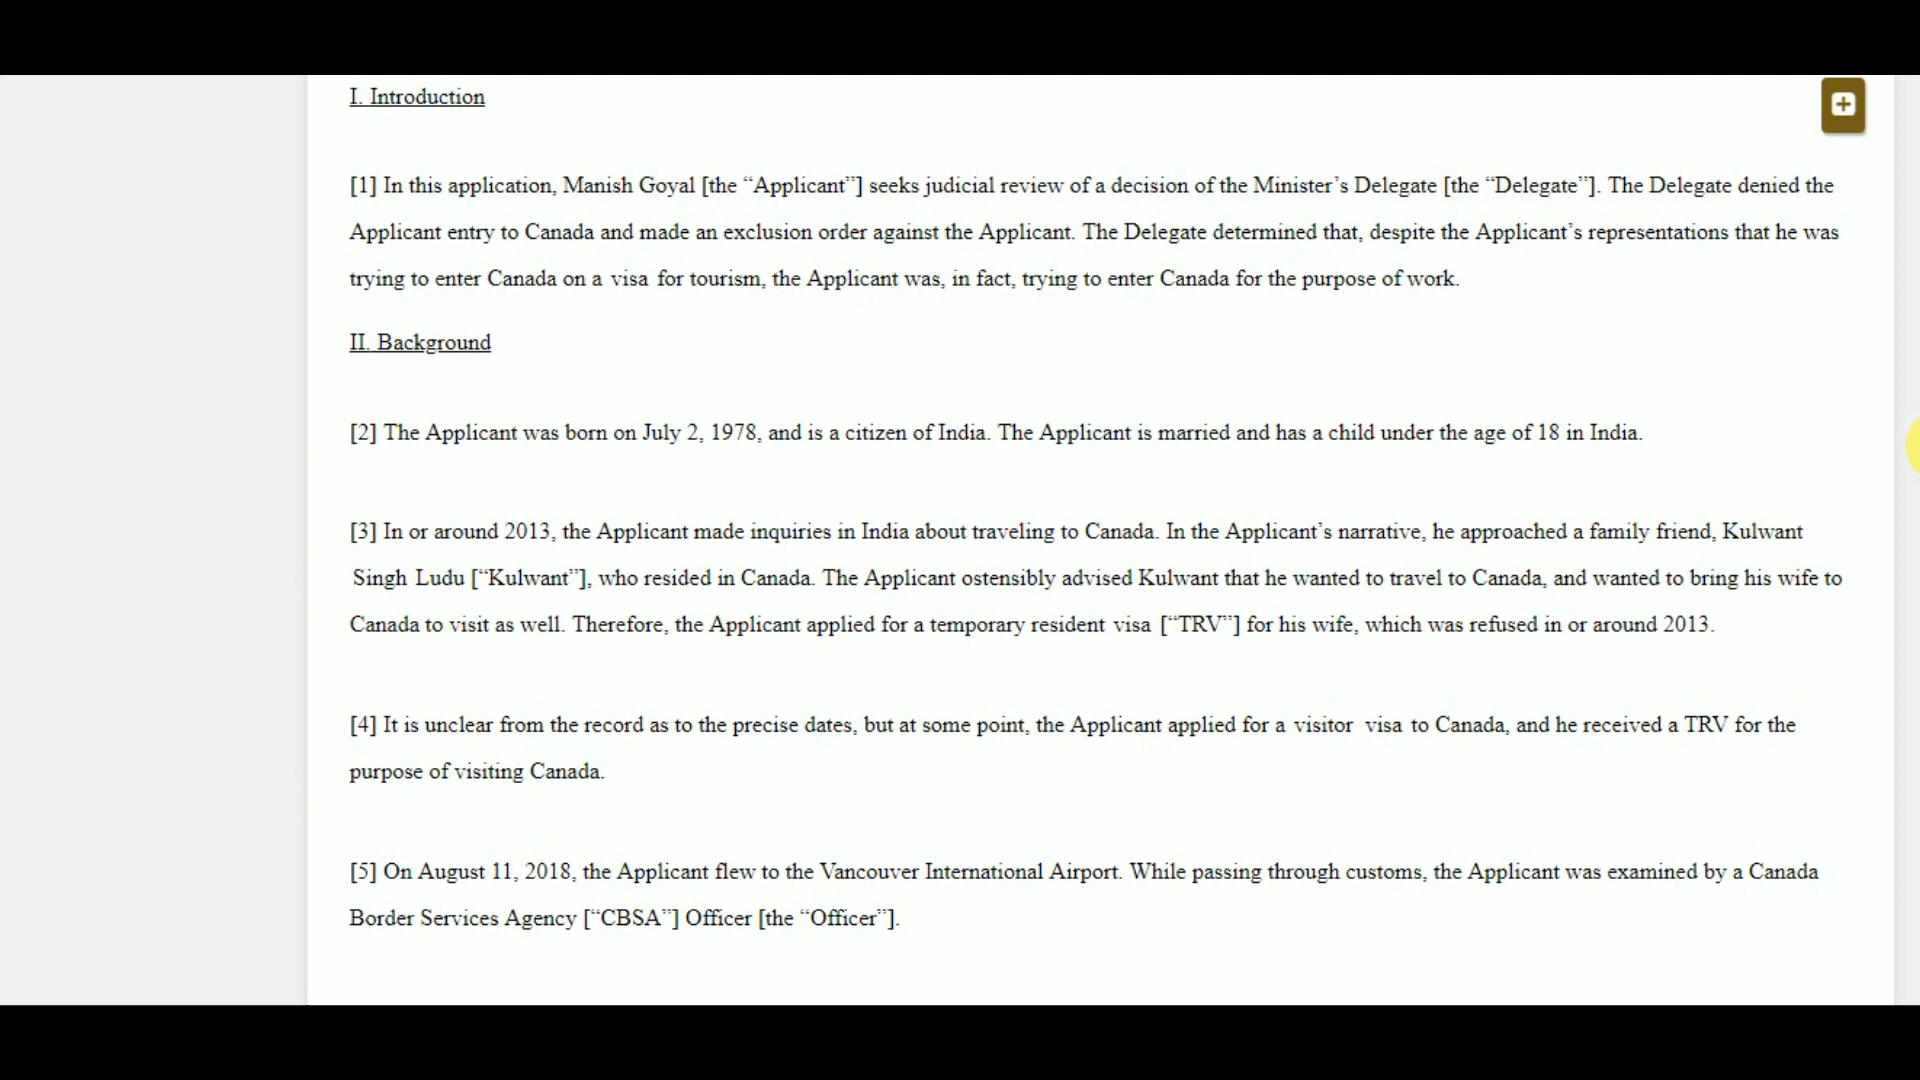 I. Introduction
[1] In this application, Manish Goyal [the “Applicant”] seeks judicial review of a decision of the Minister’s Delegate [the “Delegate”]. The Delegate denied the
Applicant entry to Canada and made an exclusion order against the Applicant. The Delegate determined that, despite the Applicant’s representations that he was
trying to enter Canada on a visa for tourism, the Applicant was, in fact, trying to enter Canada for the purpose of work.
II. Background
[2] The Applicant was born on July 2, 1978, and is a citizen of India. The Applicant is married and has a child under the age of 18 in India.
[3] In or around 2013, the Applicant made inquiries in India about traveling to Canada. In the Applicant’s narrative, he approached a family friend, Kulwant
Singh Ludu [“Kulwant”], who resided in Canada. The Applicant ostensibly advised Kulwant that he wanted to travel to Canada, and wanted to bring his wife to
Canada to visit as well. Therefore, the Applicant applied for a temporary resident visa [“TRV”] for his wife, which was refused in or around 2013.
[4] It is unclear from the record as to the precise dates, but at some point, the Applicant applied for a visitor visa to Canada, and he received a TRV for the
purpose of visiting Canada.
[5] On August 11, 2018, the Applicant flew to the Vancouver International Airport. While passing through customs, the Applicant was examined by a Canada
Border Services Agency [“CBSA”] Officer [the “Officer”].